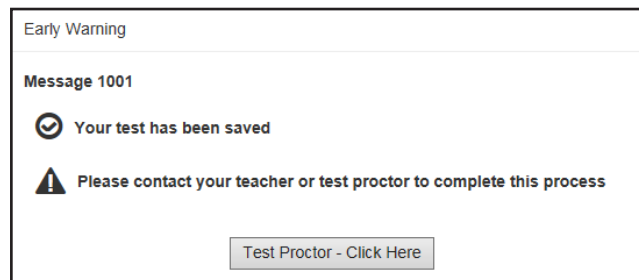 Early Warning
Message 1001
Your test has been saved
Please contact your teacher or test proctor to complete this process
Test Proctor - Click Here